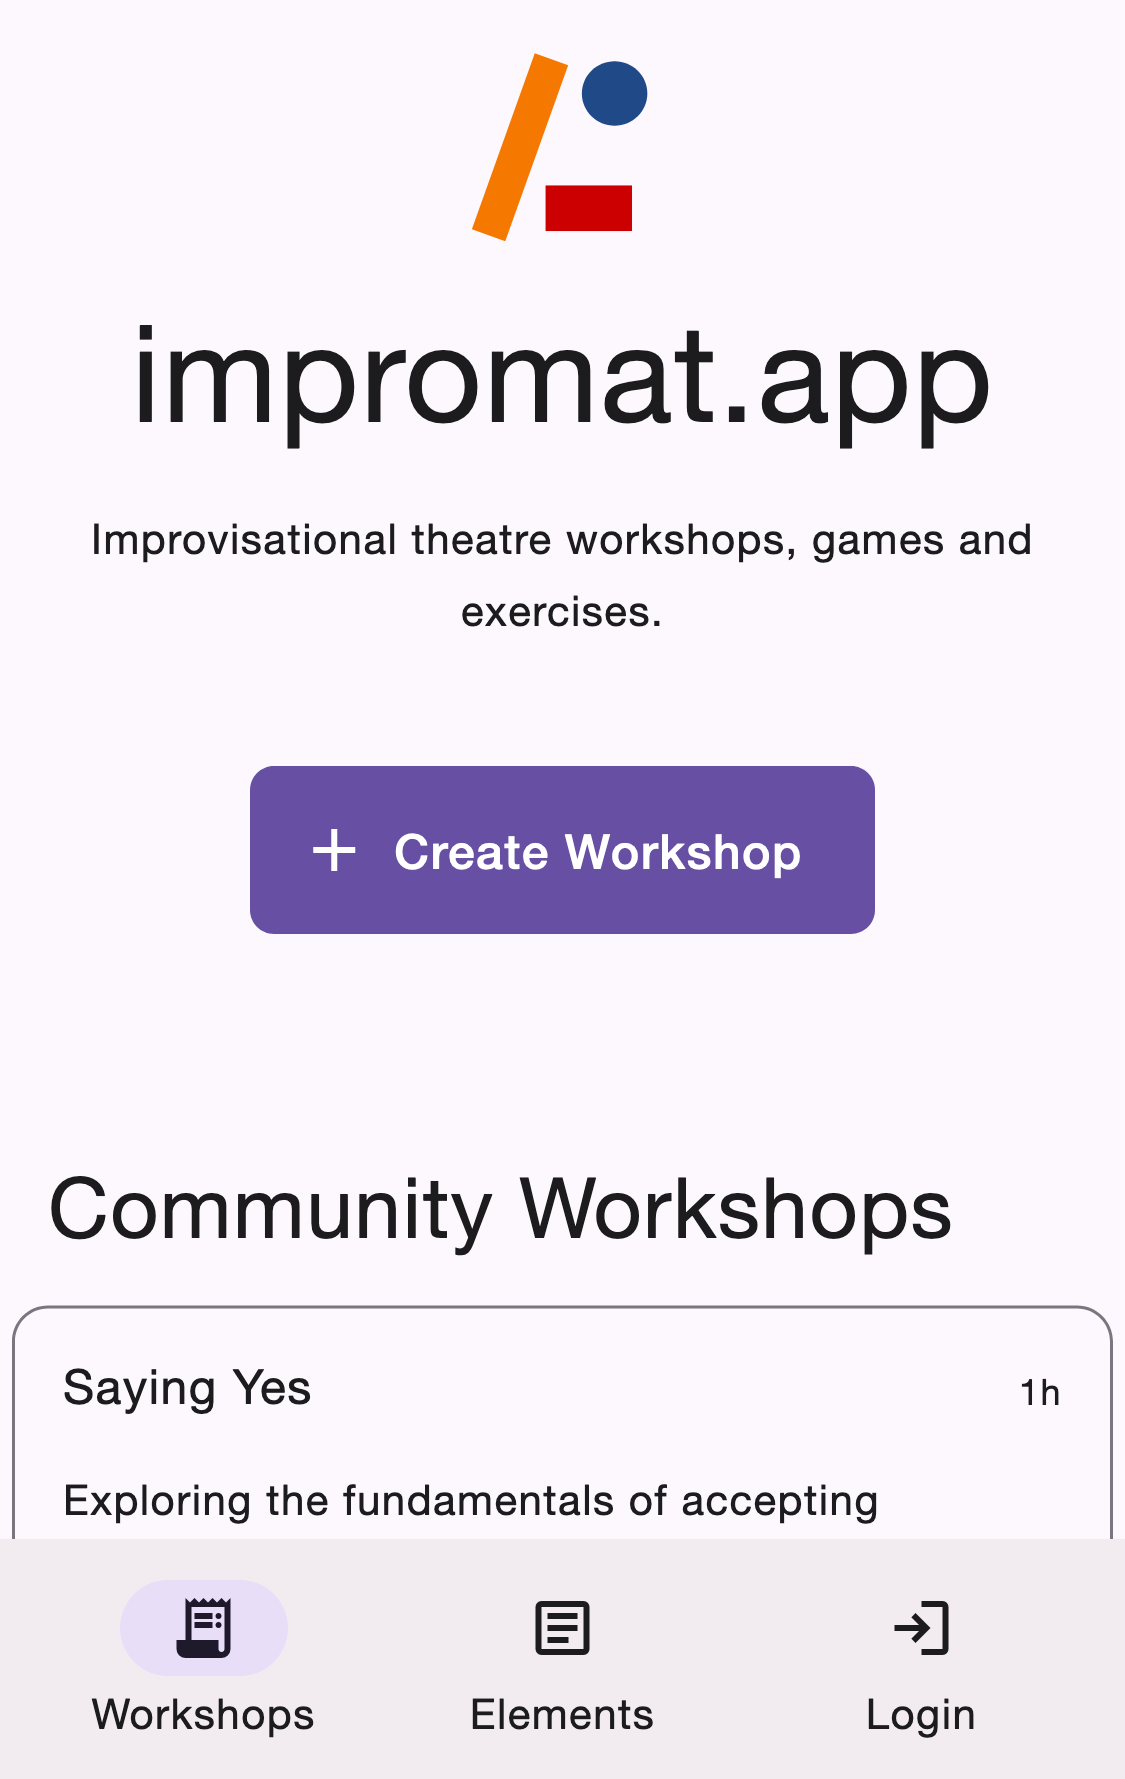 impromat.app
Improvisational theatre workshops, games and
exercises.
Create Workshop
Community Workshops
Saying Yes
1h
Exploring the fundamentals of accepting
Workshops
Elements
Login